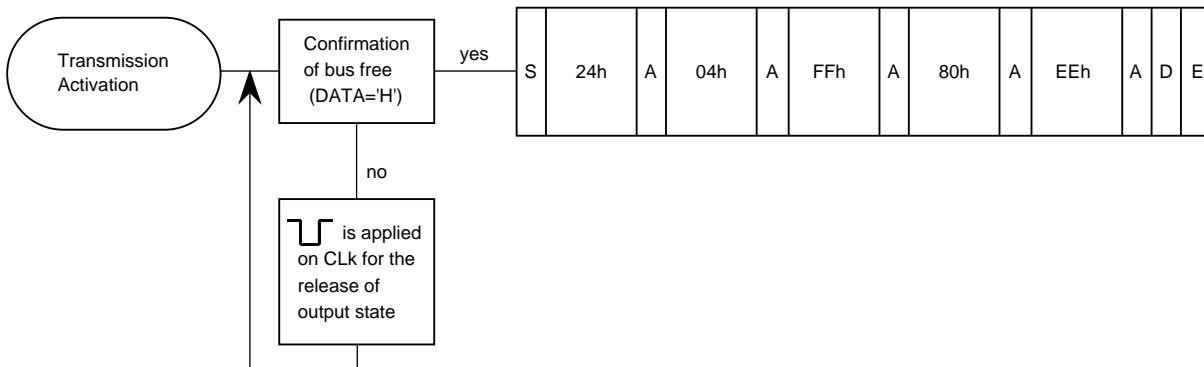 Transmission
Activation
Confirmation
of bus free
(DATA='H')
yes
S 24h A 04h A FFh A 80h A EEh A D E
no
is applied
on CLk for the
release of
output state